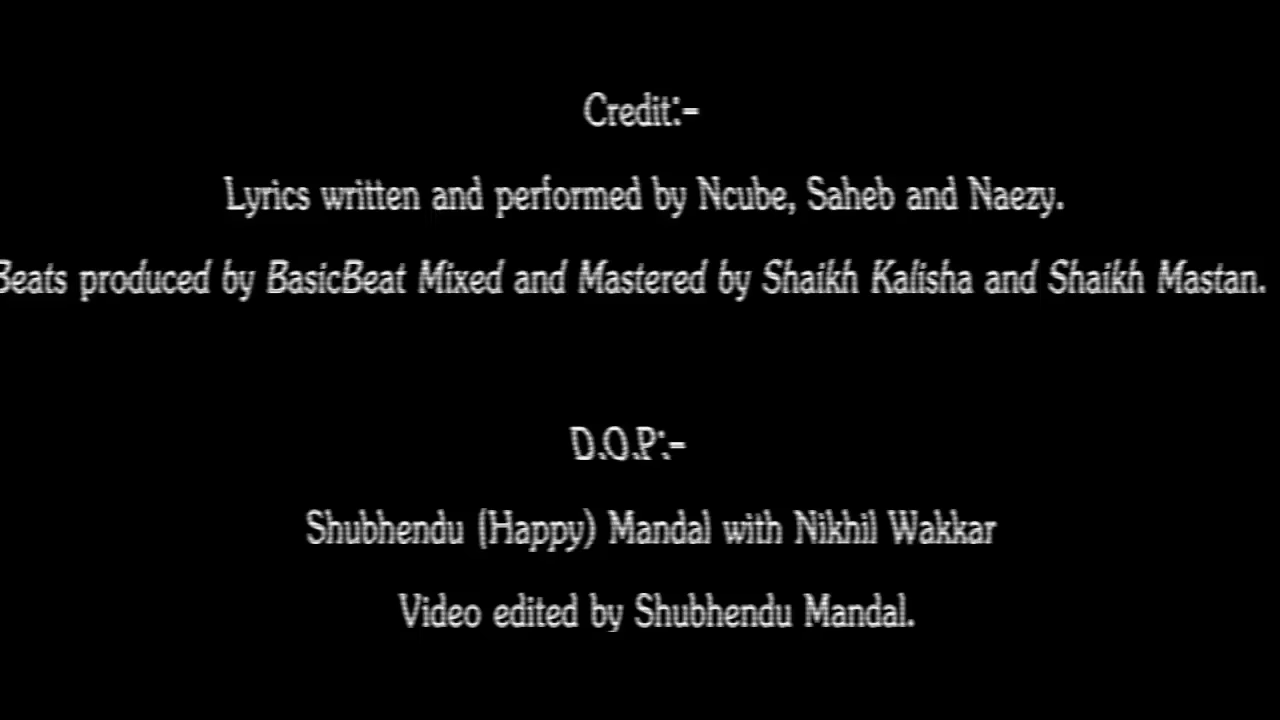 Credit:-
Lyrics written and performed by Ncube, Saheb and Naezy.
Beats produced by BasicBeat Mixed and Mastered by Shaikh Kalisha and Shaikh Mastan.
D.O.P:-
Shubhendu (Happy) Mandal with Nikhil Wakkar
Video edited by Shubhendu Mandal.